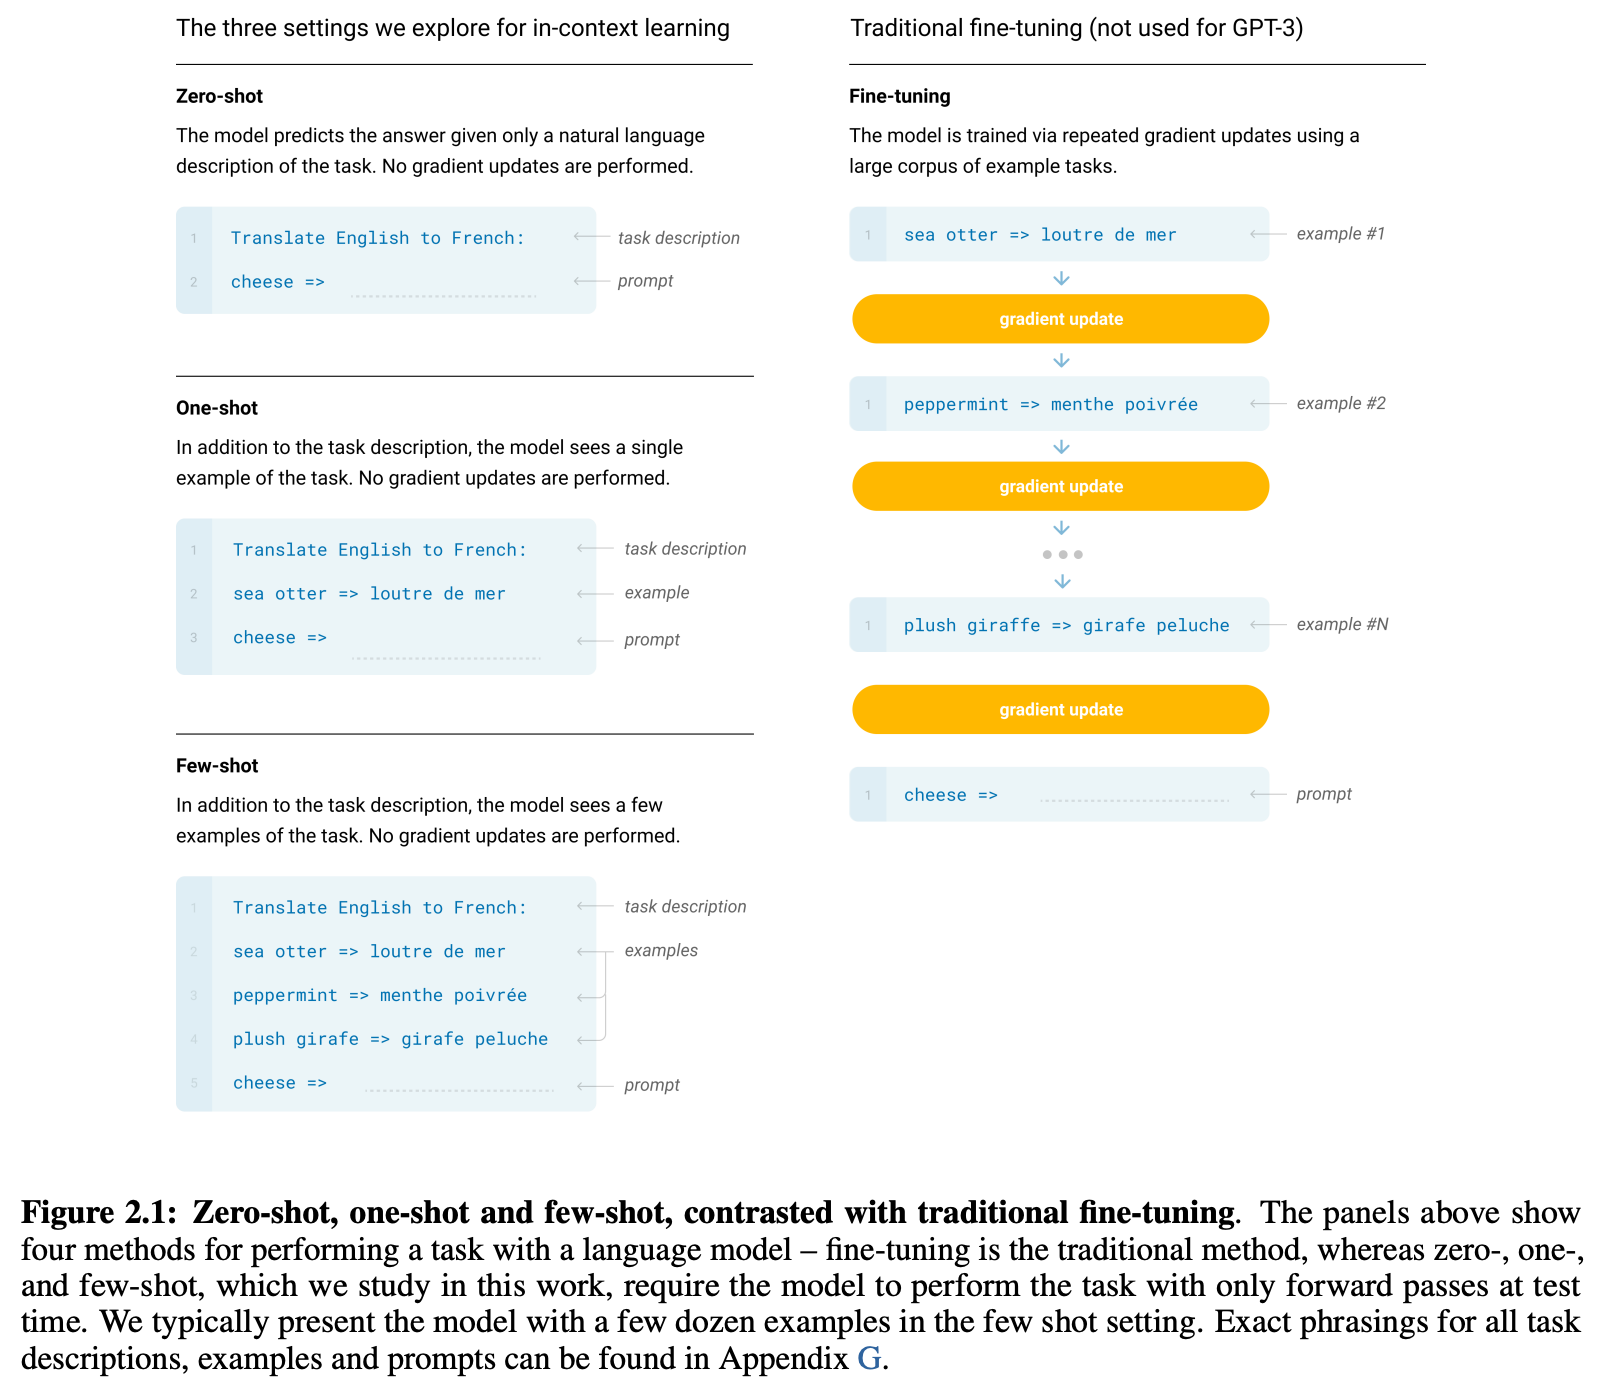 The three settings we explore for in-context learning
Zero-shot
The model predicts the answer given only a natural language
description of the task. No gradient updates are performed.
1 Translate English to French: task description
2 cheese => prompt
One-shot
In addition to the task description, the model sees a single
example of the task. No gradient updates are performed.
1 Translate English to French: task description
2 sea otter => loutre de mer example
3 cheese => prompt
Few-shot
In addition to the task description, the model sees a few
examples of the task. No gradient updates are performed.
1 Translate English to French: task description
2 sea otter => loutre de mer examples
3 peppermint => menthe poivrée
4 plush girafe => girafe peluche
5 cheese => prompt
Traditional fine-tuning (not used for GPT-3)
Fine-tuning
The model is trained via repeated gradient updates using a
large corpus of example tasks.
1 sea otter => loutre de mer example #1
gradient update
1 peppermint => menthe poivrée example #2
gradient update
1 plush giraffe => girafe peluche example #N
gradient update
1 cheese => prompt
Figure 2.1: Zero-shot, one-shot and few-shot, contrasted with traditional fine-tuning. The panels above show
four methods for performing a task with a language model – fine-tuning is the traditional method, whereas zero-, one-,
and few-shot, which we study in this work, require the model to perform the task with only forward passes at test
time. We typically present the model with a few dozen examples in the few shot setting. Exact phrasings for all task
descriptions, examples and prompts can be found in Appendix G.